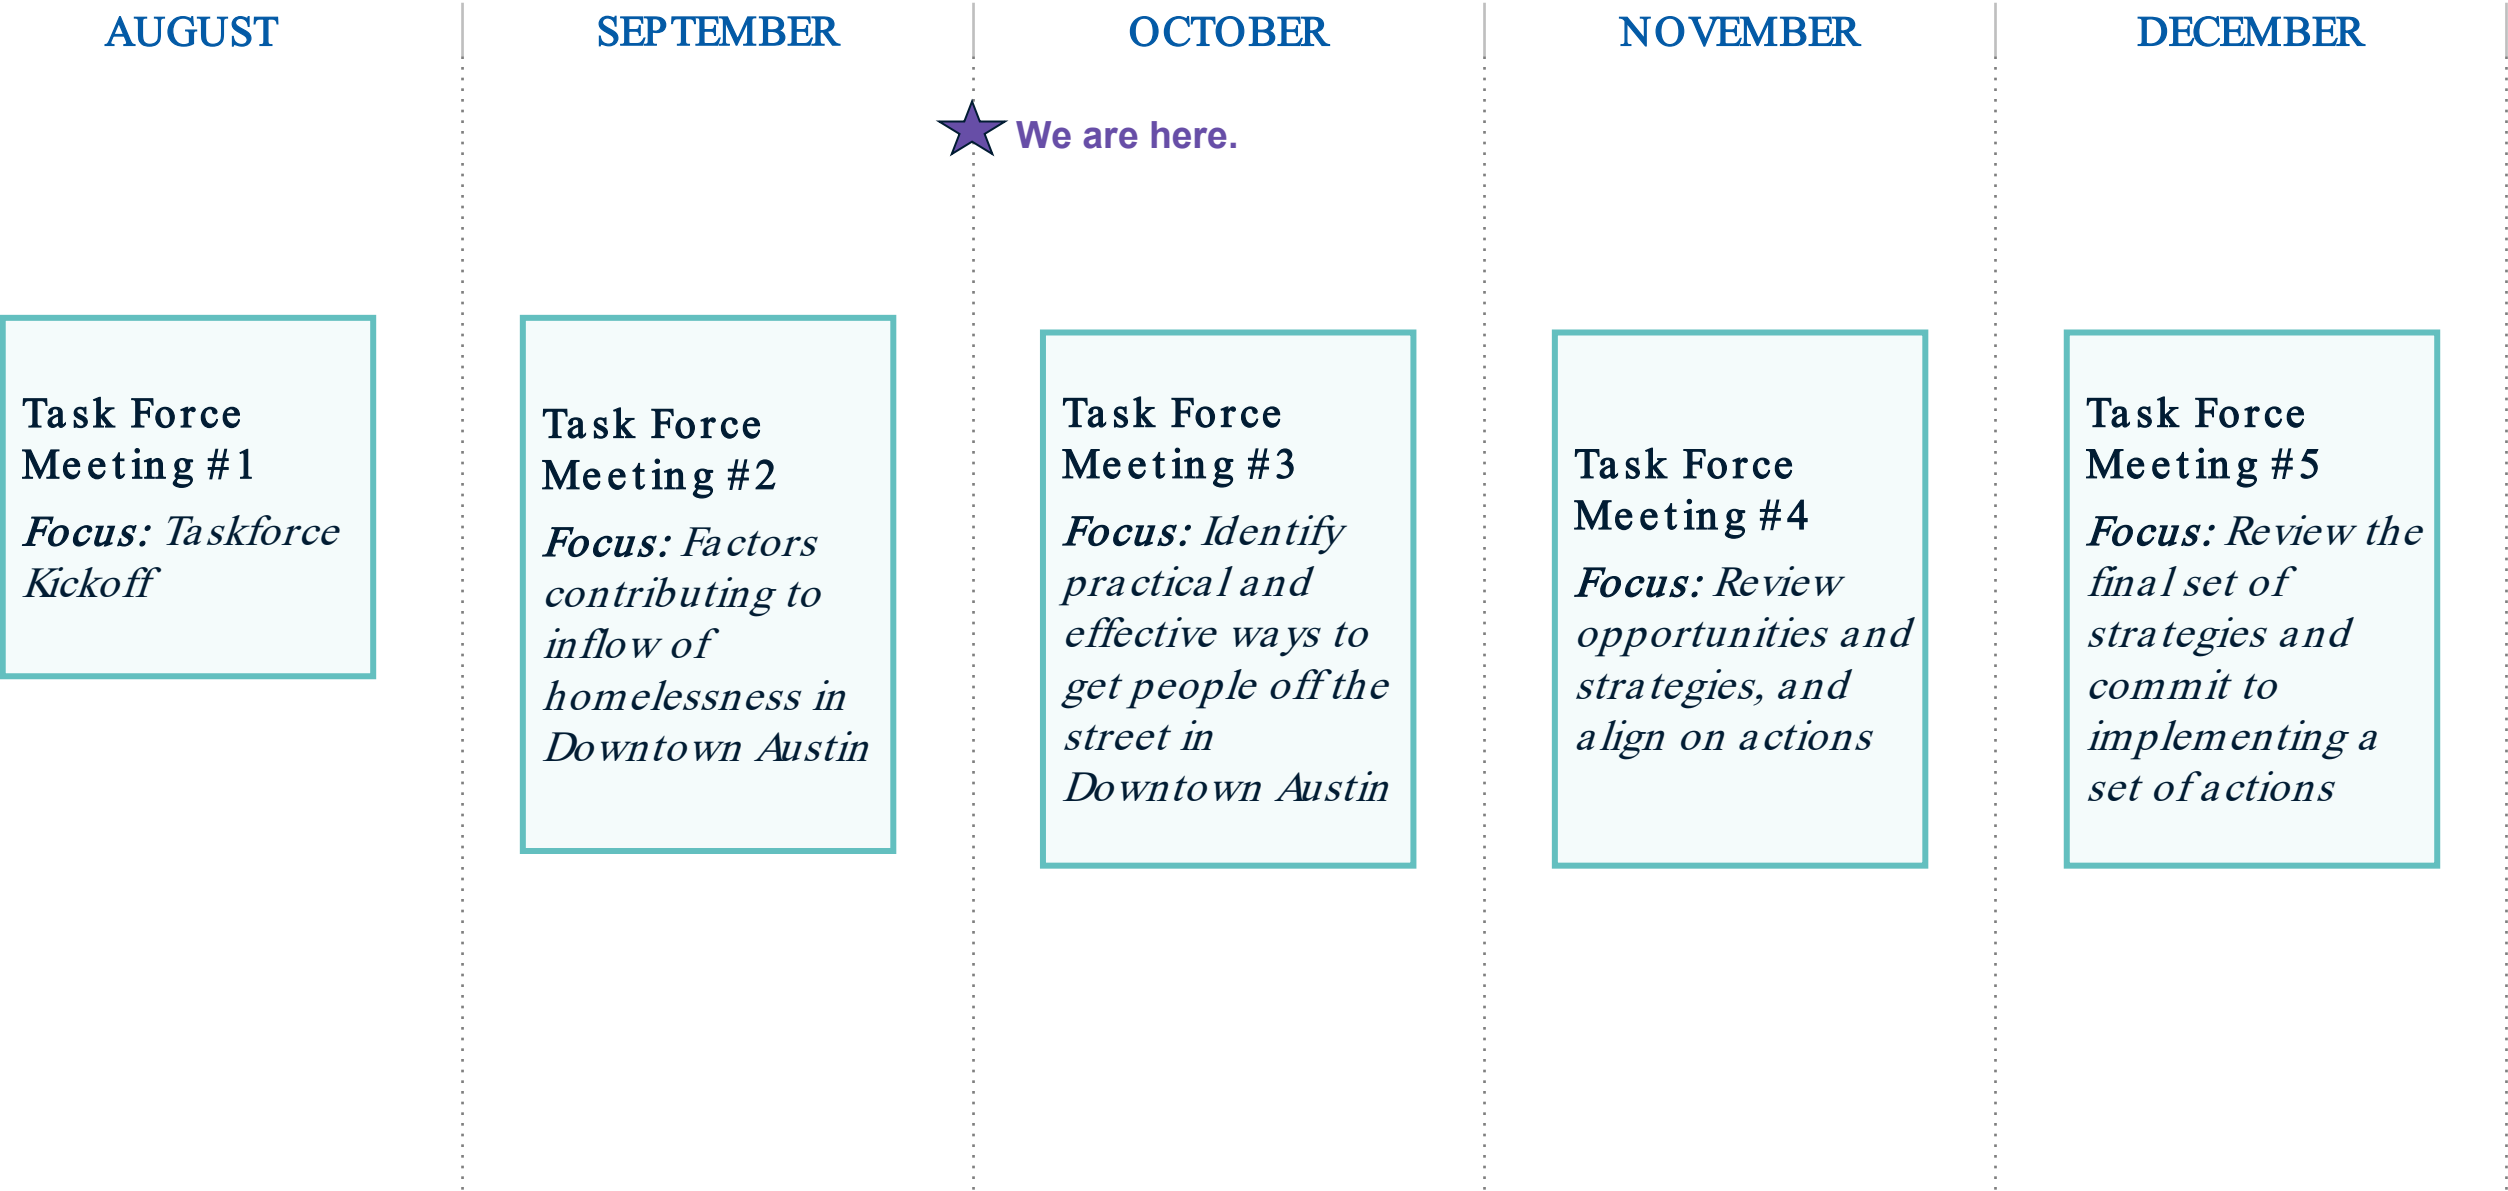 AUGUST
SEPTEMBER
OCTOBER
NOVEMBER
DECEMBER
We are here.
Task Force
Meeting #1
Focus: Taskforce
Kickoff
Task Force
Meeting #2
Focus: Factors
contributing to
inflow of
homelessness in
Downtown Austin
Task Force
Meeting #3
Focus: Identify
practical and
effective ways to
get people off the
street in
Downtown Austin
Task Force
Meeting #4
Focus: Review
opportunities and
strategies, and
align on actions
Task Force
Meeting #5
Focus: Review the
final set of
strategies and
commit to
implementing a
set of actions